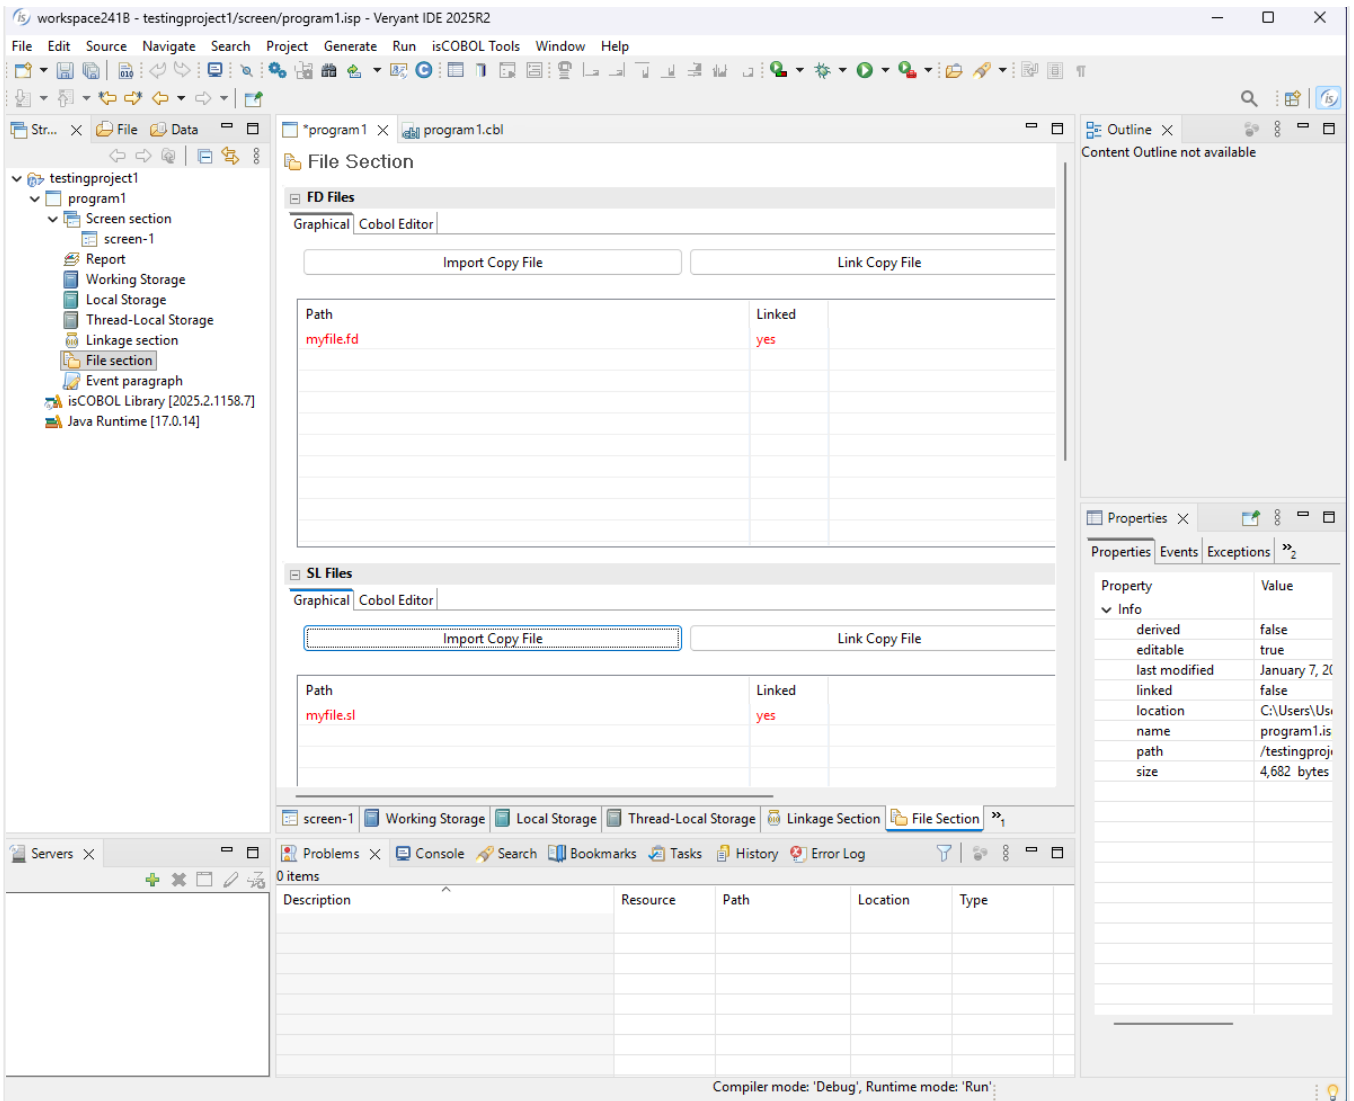 workspace241B - testingproject1/screen/program1.isp - Veryant IDE 2025R2
File Edit Source Navigate Search Project Generate Run isCOBOL Tools Window Help
Str... File Data
testingproject1
program1
Screen section
screen-1
Report
Working Storage
Local Storage
Thread-Local Storage
Linkage section
File section
Event paragraph
isCOBOL Library [2025.2.1158.7]
Java Runtime [17.0.14]
*program1 program1.cbl
File Section
FD Files
Graphical Cobol Editor
Import Copy File Link Copy File
Path Linked
myfile.fd yes
SL Files
Graphical Cobol Editor
Import Copy File Link Copy File
Path Linked
myfile.sl yes
screen-1 Working Storage Local Storage Thread-Local Storage Linkage Section File Section »1
Outline
Content Outline not available
Properties
Properties Events Exceptions »2
Property Value
Info
derived false
editable true
last modified January 7, 20
linked false
location C:\Users\Use
name program1.is
path /testingproje
size 4,682 bytes
Servers
Problems Console Search Bookmarks Tasks History Error Log
0 items
Description Resource Path Location Type
Compiler mode: 'Debug', Runtime mode: 'Run'